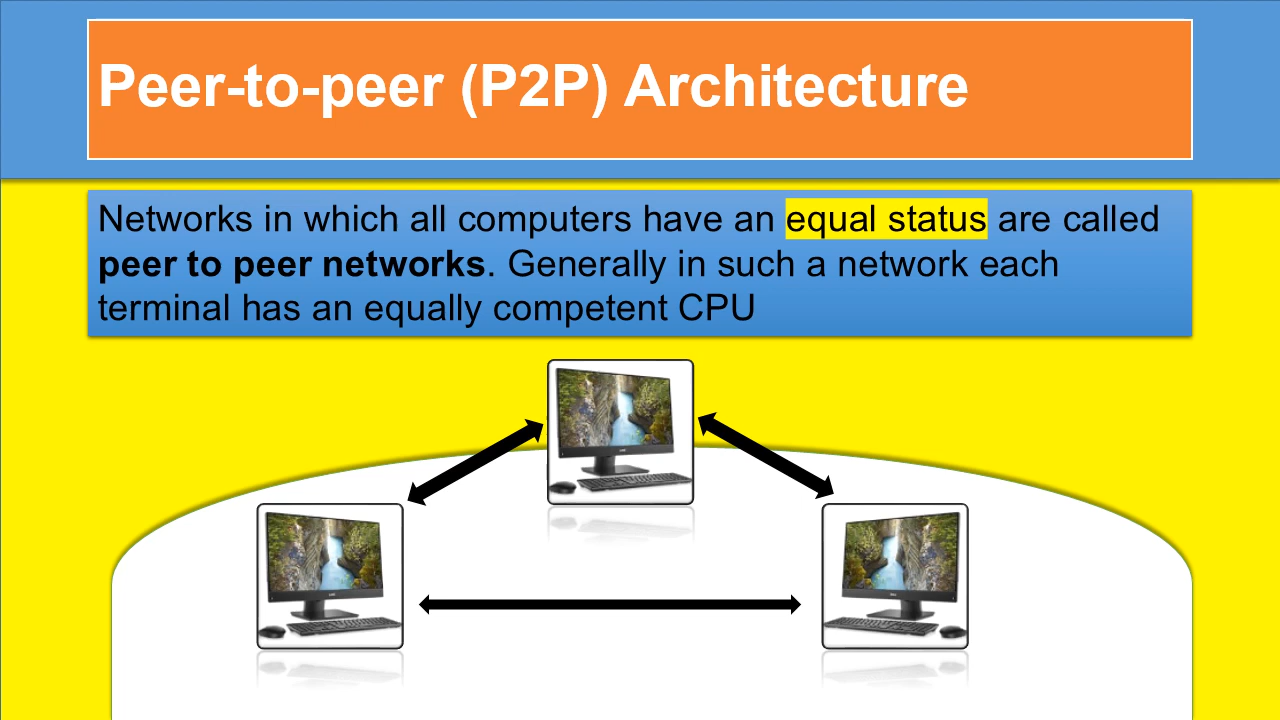 Peer-to-peer (P2P) Architecture
Networks in which all computers have an equal status are called
peer to peer networks. Generally in such a network each
terminal has an equally competent CPU